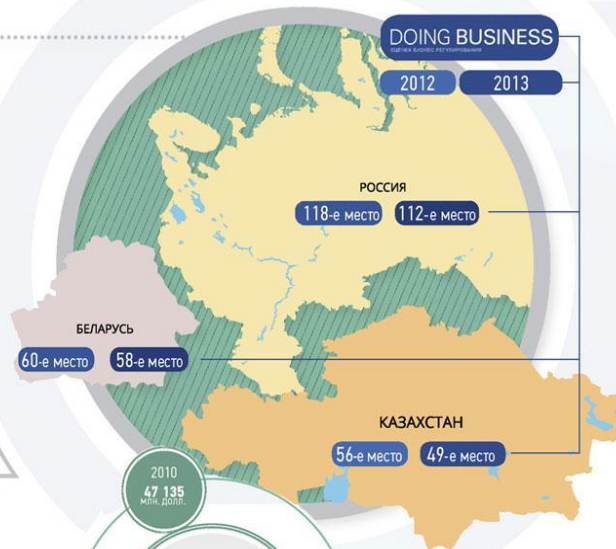 DOING BUSINESS
ОЦЕНКА БИЗНЕС РЕГУЛИРОВАНИЯ
2012 2013
РОССИЯ
118-е место 112-е место
БЕЛАРУСЬ
60-е место 58-е место
КАЗАХСТАН
56-е место 49-е место
2010
47 135
МЛН. ДОЛЛ.